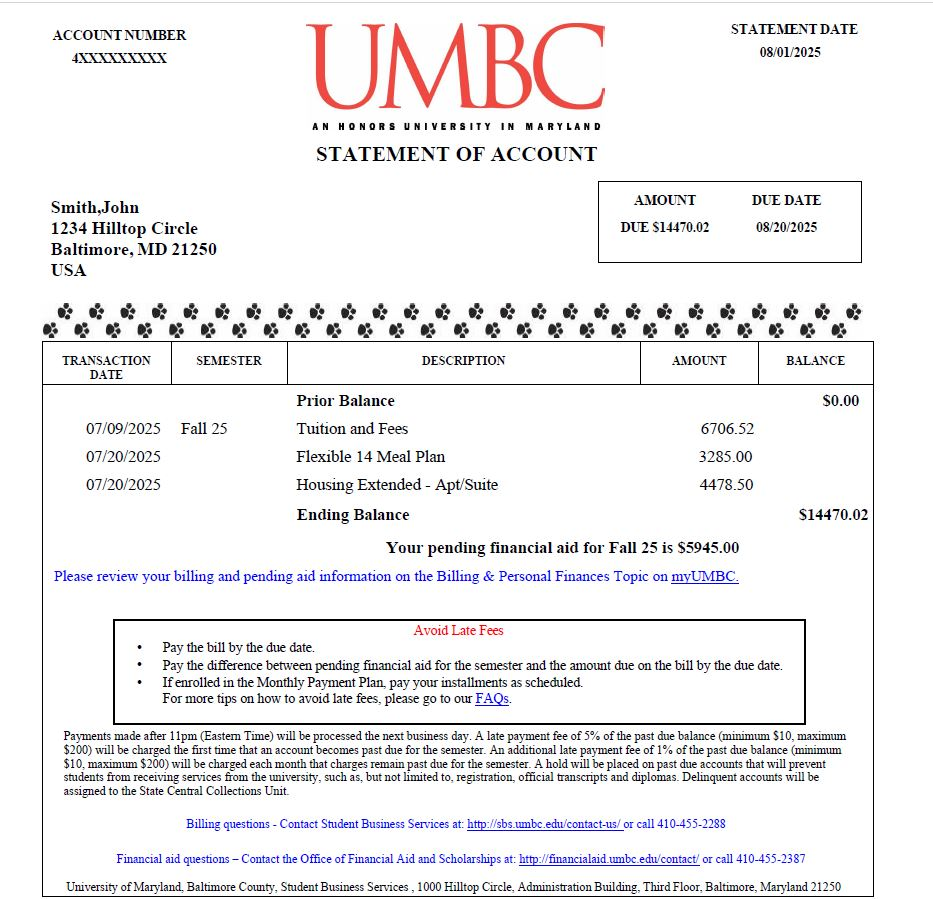 ACCOUNT NUMBER
4XXXXXXXXX
UMBC
AN HONORS UNIVERSITY IN MARYLAND
STATEMENT OF ACCOUNT
STATEMENT DATE
08/01/2025
Smith,John
1234 Hilltop Circle
Baltimore, MD 21250
USA
AMOUNT DUE DATE
DUE $14470.02 08/20/2025
TRANSACTION DATE SEMESTER DESCRIPTION AMOUNT BALANCE
Prior Balance $0.00
07/09/2025 Fall 25 Tuition and Fees 6706.52
07/20/2025 Flexible 14 Meal Plan 3285.00
07/20/2025 Housing Extended - Apt/Suite 4478.50
Ending Balance $14470.02
Your pending financial aid for Fall 25 is $5945.00
Please review your billing and pending aid information on the Billing & Personal Finances Topic on myUMBC.
Avoid Late Fees
• Pay the bill by the due date.
• Pay the difference between pending financial aid for the semester and the amount due on the bill by the due date.
• If enrolled in the Monthly Payment Plan, pay your installments as scheduled.
For more tips on how to avoid late fees, please go to our FAQs.
Payments made after 11pm (Eastern Time) will be processed the next business day. A late payment fee of 5% of the past due balance (minimum $10, maximum
$200) will be charged the first time that an account becomes past due for the semester. An additional late payment fee of 1% of the past due balance (minimum
$10, maximum $200) will be charged each month that charges remain past due for the semester. A hold will be placed on past due accounts that will prevent
students from receiving services from the university, such as, but not limited to, registration, official transcripts and diplomas. Delinquent accounts will be
assigned to the State Central Collections Unit.
Billing questions - Contact Student Business Services at: http://sbs.umbc.edu/contact-us/ or call 410-455-2288
Financial aid questions – Contact the Office of Financial Aid and Scholarships at: http://financialaid.umbc.edu/contact/ or call 410-455-2387
University of Maryland, Baltimore County, Student Business Services , 1000 Hilltop Circle, Administration Building, Third Floor, Baltimore, Maryland 21250